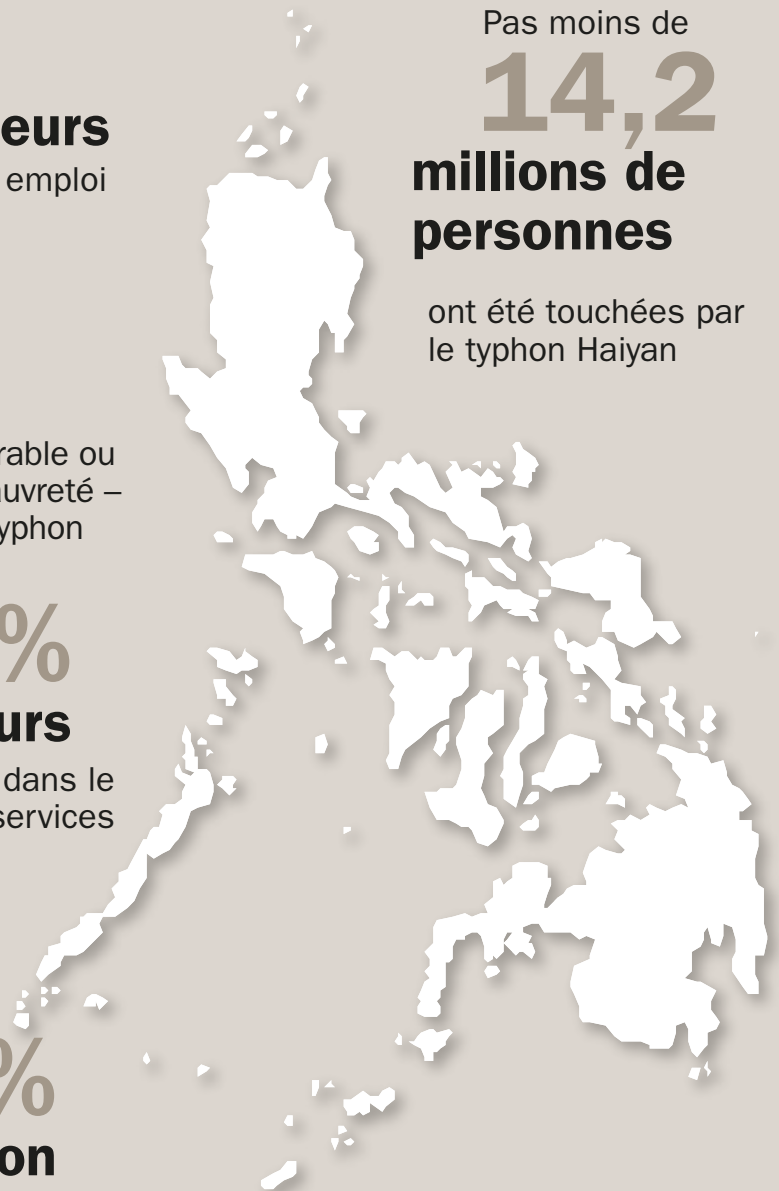 Pas moins de
14,2
millions de
personnes
ont été touchées par
le typhon Haiyan
eurs
emploi
rable ou
auvreté –
yphon
%
urs
dans le
services
%
on